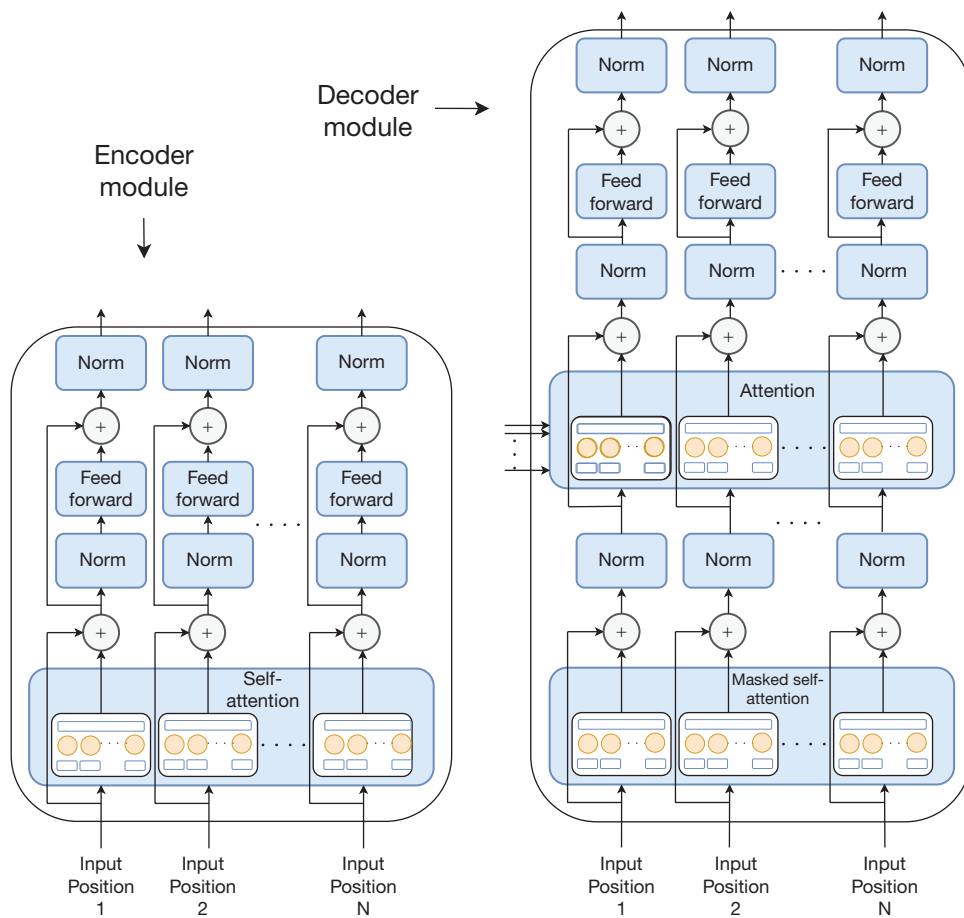 Encoder
module
Norm
Norm
Norm
+
+
+
Feed
forward
Feed
forward
Feed
forward
. . . .
Norm
Norm
Norm
+
+
+
Self-
attention
. . . .
Input
Position
1
Input
Position
2
Input
Position
N
Decoder
module
Norm
Norm
Norm
+
+
+
Feed
forward
Feed
forward
Feed
forward
Norm
Norm
. . . .
Norm
+
+
+
Attention
. . . .
. . . .
Norm
Norm
Norm
+
+
+
Masked self-
attention
. . . .
Input
Position
1
Input
Position
2
Input
Position
N